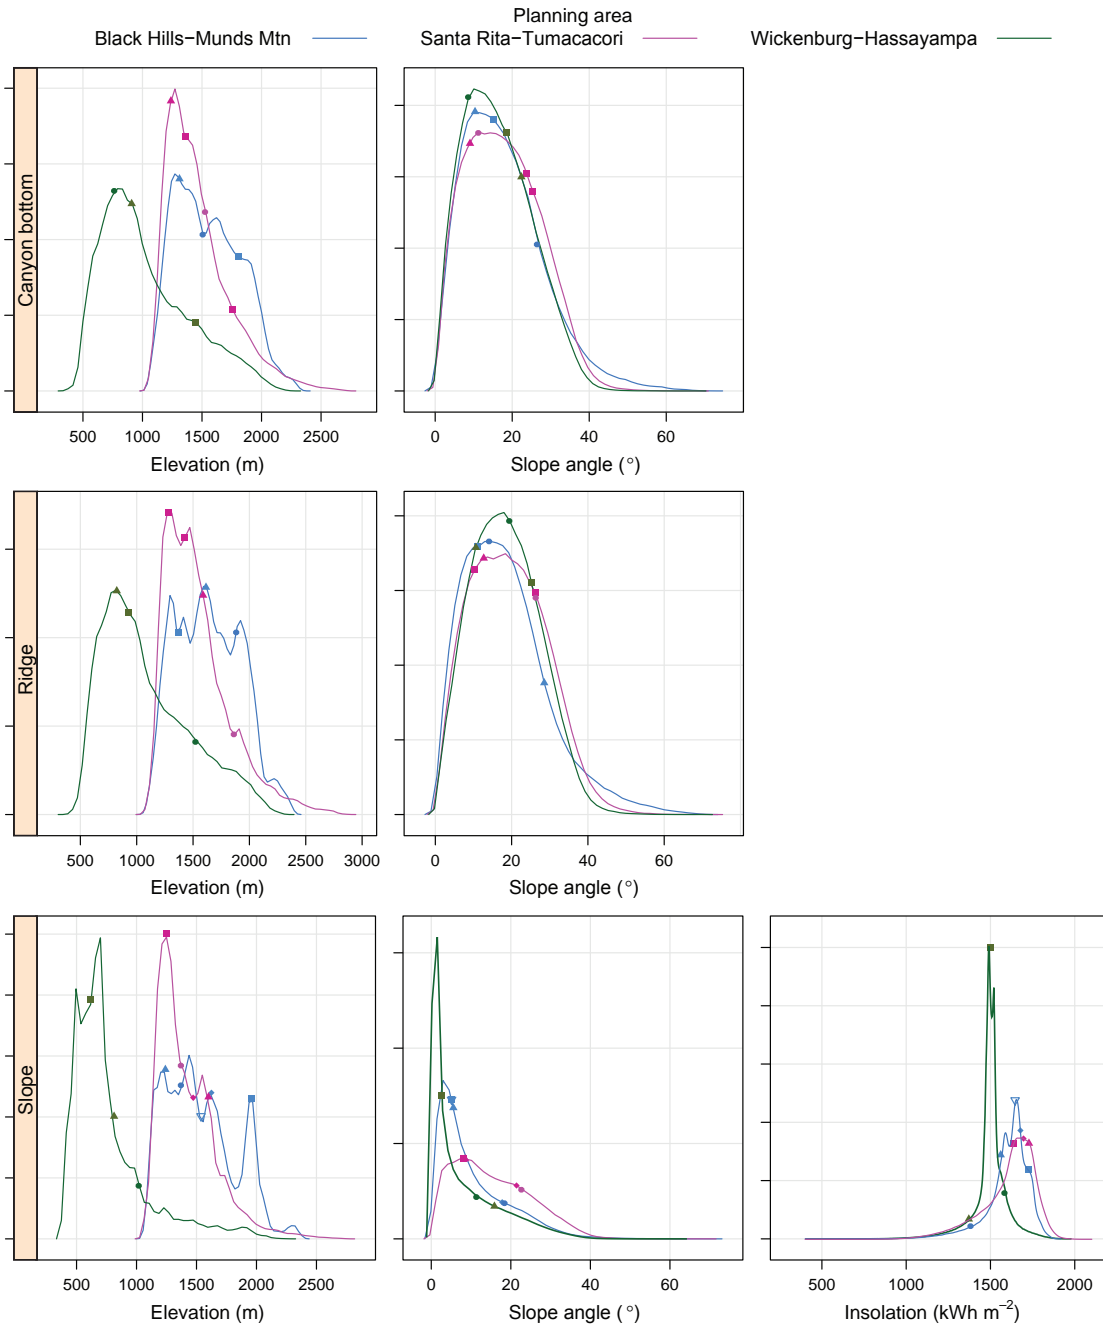 Planning area
Black Hills−Munds Mtn Santa Rita−Tumacacori Wickenburg−Hassayampa
Canyon bottom
500 1000 1500 2000 2500
Elevation (m)
0 20 40 60
Slope angle (°)
Ridge
500 1000 1500 2000 2500 3000
Elevation (m)
0 20 40 60
Slope angle (°)
Slope
500 1000 1500 2000 2500
Elevation (m)
0 20 40 60
Slope angle (°)
500 1000 1500 2000
Insolation (kWh m⁻²)